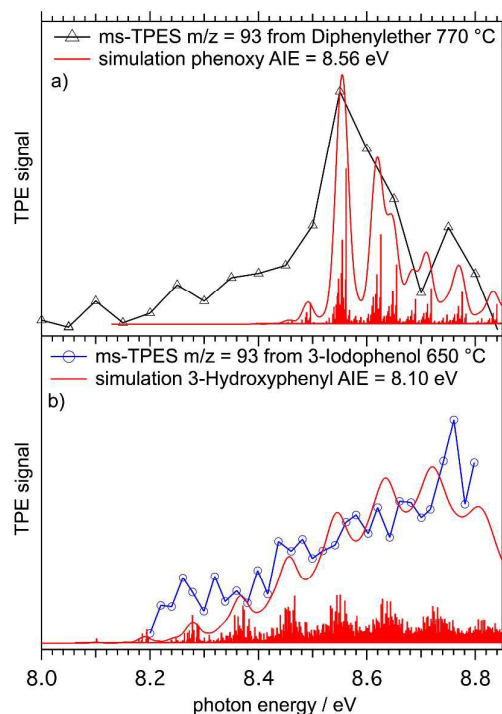 ms-TPES m/z = 93 from Diphenylether 770 °C
simulation phenoxy AIE = 8.56 eV
a)
TPE signal
ms-TPES m/z = 93 from 3-Iodophenol 650 °C
simulation 3-Hydroxyphenyl AIE = 8.10 eV
b)
TPE signal
8.0 8.2 8.4 8.6 8.8
photon energy / eV